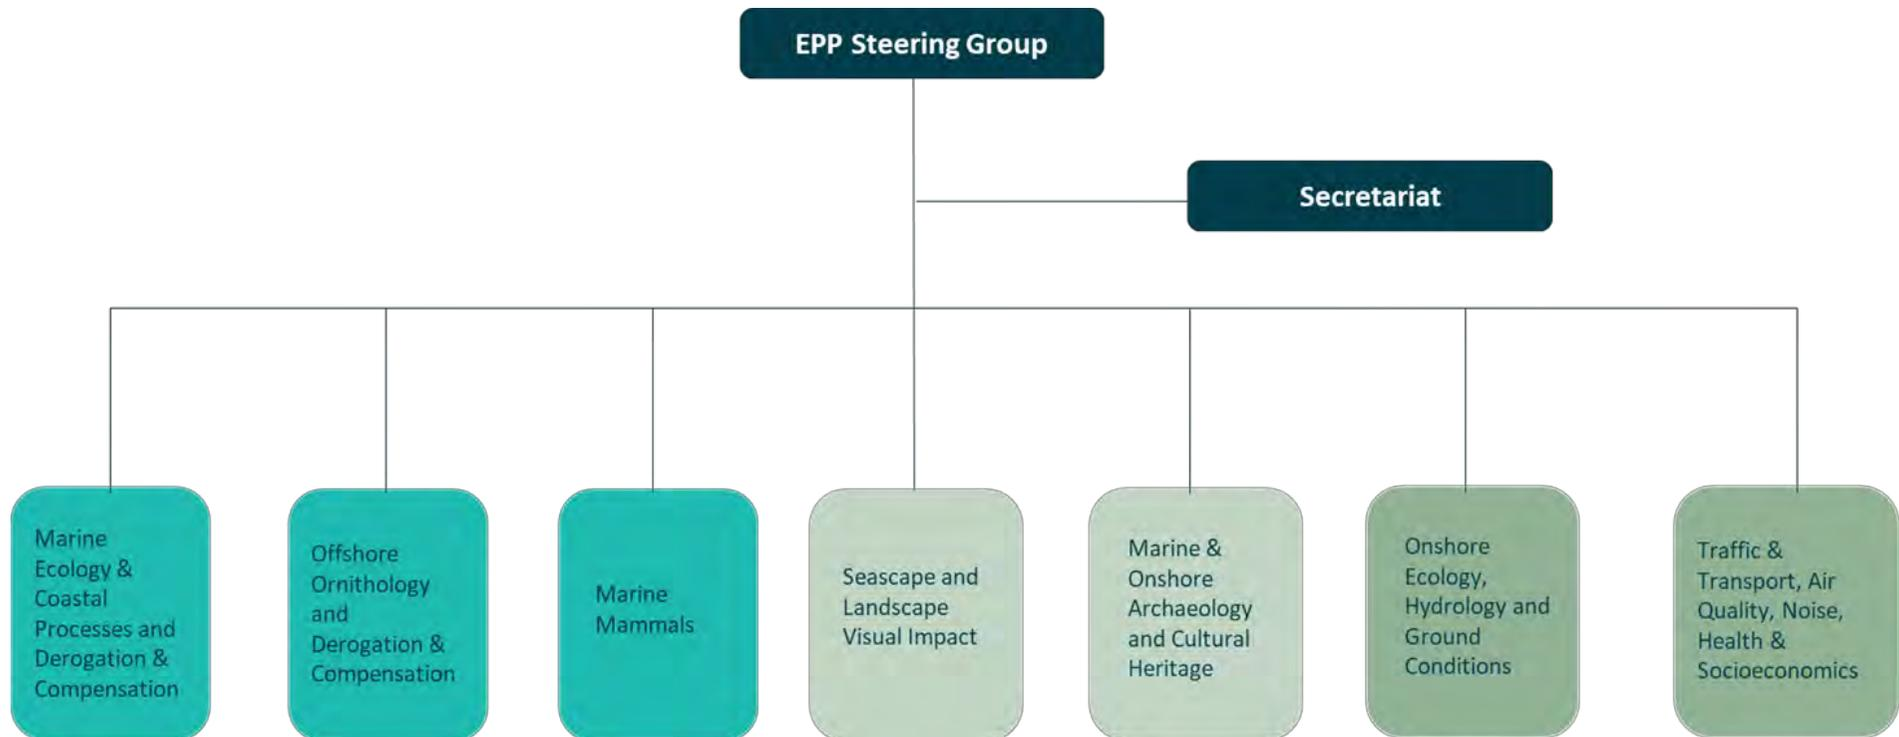 EPP Steering Group
Secretariat
Marine
Ecology &
Coastal
Processes and
Derogation &
Compensation
Offshore
Ornithology
and
Derogation &
Compensation
Marine
Mammals
Seascape and
Landscape
Visual Impact
Marine &
Onshore
Archaeology
and Cultural
Heritage
Onshore
Ecology,
Hydrology and
Ground
Conditions
Traffic &
Transport, Air
Quality, Noise,
Health &
Socioeconomics